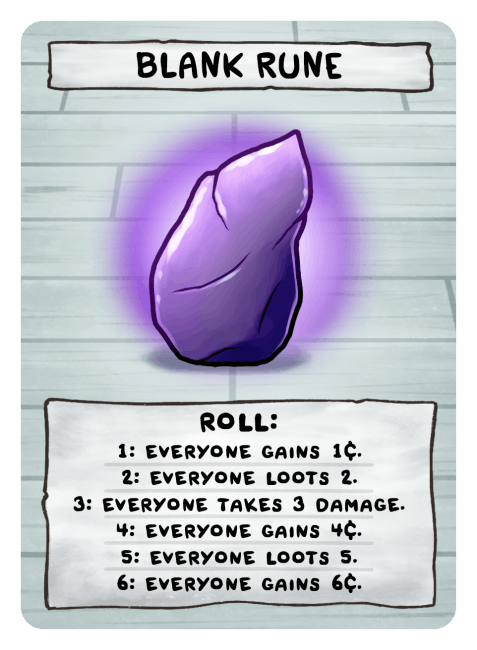 BLANK RUNE
ROLL:
1: EVERYONE GAINS 1¢.
2: EVERYONE LOOTS 2.
3: EVERYONE TAKES 3 DAMAGE.
4: EVERYONE GAINS 4¢.
5: EVERYONE LOOTS 5.
6: EVERYONE GAINS 6¢.